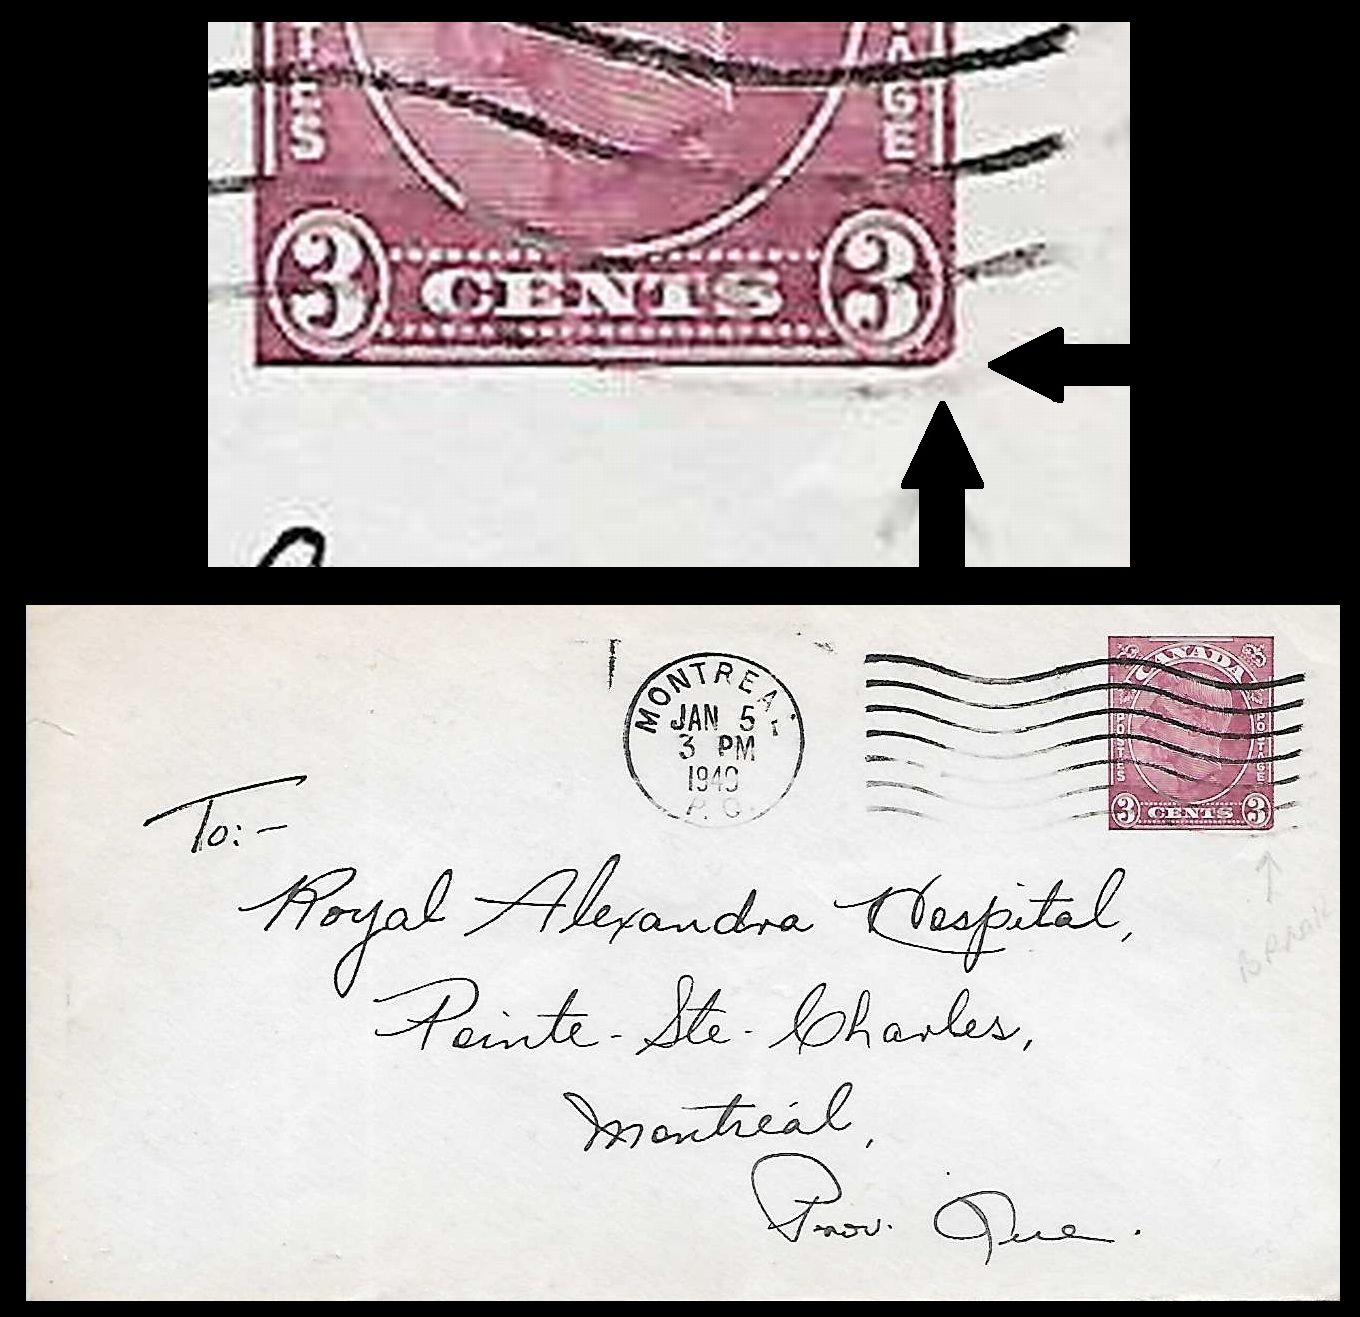 TES
AGE
3 CENTS 3
MONTREAL
JAN 5
3 PM
1949
P. Q.
CANADA
POSTES
POSTAGE
3 CENTS 3
To:-
Royal Alexandra Hospital,
Pointe-Ste-Charles,
Montreal,
Prov. Que.